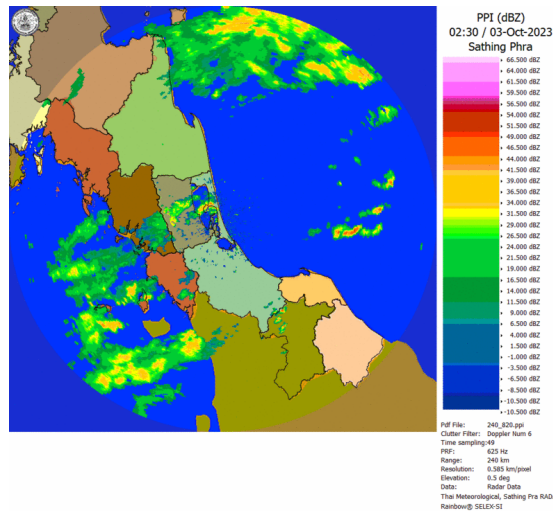 PPI (dBZ)
02:30 / 03-Oct-2023
Sathing Phra
66.500 dBZ
64.000 dBZ
61.500 dBZ
59.000 dBZ
56.500 dBZ
54.000 dBZ
51.500 dBZ
49.000 dBZ
46.500 dBZ
44.000 dBZ
41.500 dBZ
39.000 dBZ
36.500 dBZ
34.000 dBZ
31.500 dBZ
29.000 dBZ
26.500 dBZ
24.000 dBZ
21.500 dBZ
19.000 dBZ
16.500 dBZ
14.000 dBZ
11.500 dBZ
9.000 dBZ
6.500 dBZ
4.000 dBZ
1.500 dBZ
-1.000 dBZ
-3.500 dBZ
-6.500 dBZ
-8.500 dBZ
-10.500 dBZ
Pdf File: 240_820.ppi
Clutter Filter: Doppler Num 6
Time sampling:49
PRF: 625 Hz
Range: 240 km
Resolution: 0.585 km/pixel
Elevation: 0.5 deg
Data: Radar Data
Thai Meteorological, Sathing Pra RAD
Rainbow® SELEX-SI